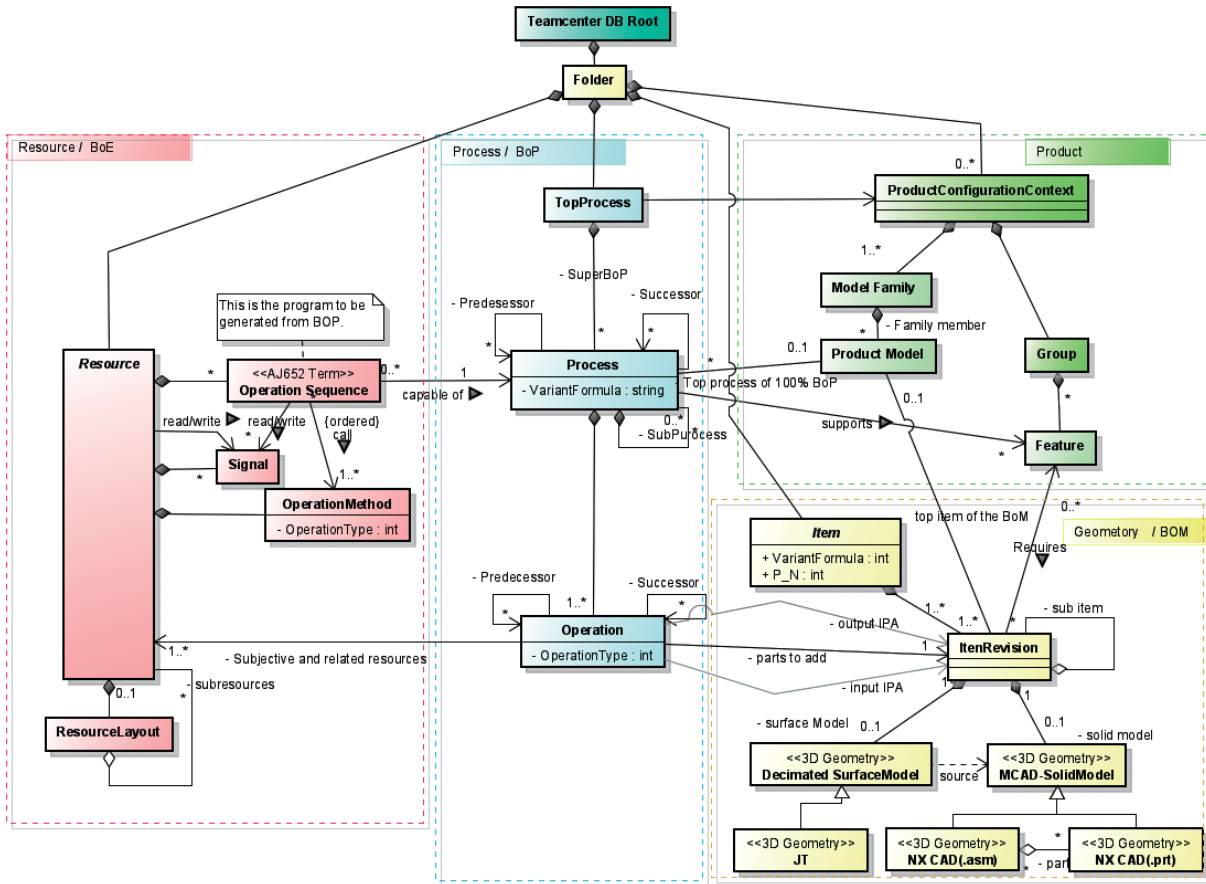 Teamcenter DB Root
Folder
Resource / BoE
Process / BoP
Product
0..*
ProductConfigurationContext
TopProcess
1..*
- SuperBoP
Model Family
This is the program to be
generated from BOP.
- Predesessor
- Successor
- Family member
*
*
*
*
*
Resource
<<AJ652 Term>>
Operation Sequence
*
0..*
1
capable of
Process
- VariantFormula : string
*
0..1
Product Model
Group
- Top process of 100% BoP
0..1
*
*
read/write
read/write
{ordered}
call
*
*
0..*
*
- SubPurocess
supports
*
Feature
Signal
*
1..*
OperationMethod
- OperationType : int
top item of the BoM
0..*
Geometory / BOM
Item
+ VariantFormula : int
+ P_N : int
Requires
- Predecessor
- Successor
1..*
*
*
1..*
1..*
*
- sub item
Operation
- OperationType : int
- output IPA
1
ItenRevision
1..*
- Subjective and related resources
- parts to add
- subresources
- input IPA
1
1
0..1
*
- surface Model
0..1
0..1
- solid model
ResourceLayout
<<3D Geometry>>
Decimated SurfaceModel
source
<<3D Geometry>>
MCAD-SolidModel
<<3D Geometry>>
JT
<<3D Geometry>>
NX CAD(.asm)
*
*
- part
<<3D Geometry>>
NX CAD(.prt)